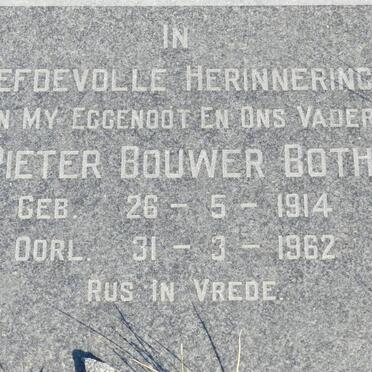 IN
EFDEVOLLE HERINNERING
N MY EGGENOOT EN ONS VADER
PIETER BOUWER BOTH
GEB. 26 - 5 - 1914
OORL. 31 - 3 - 1962
RUS IN VREDE.